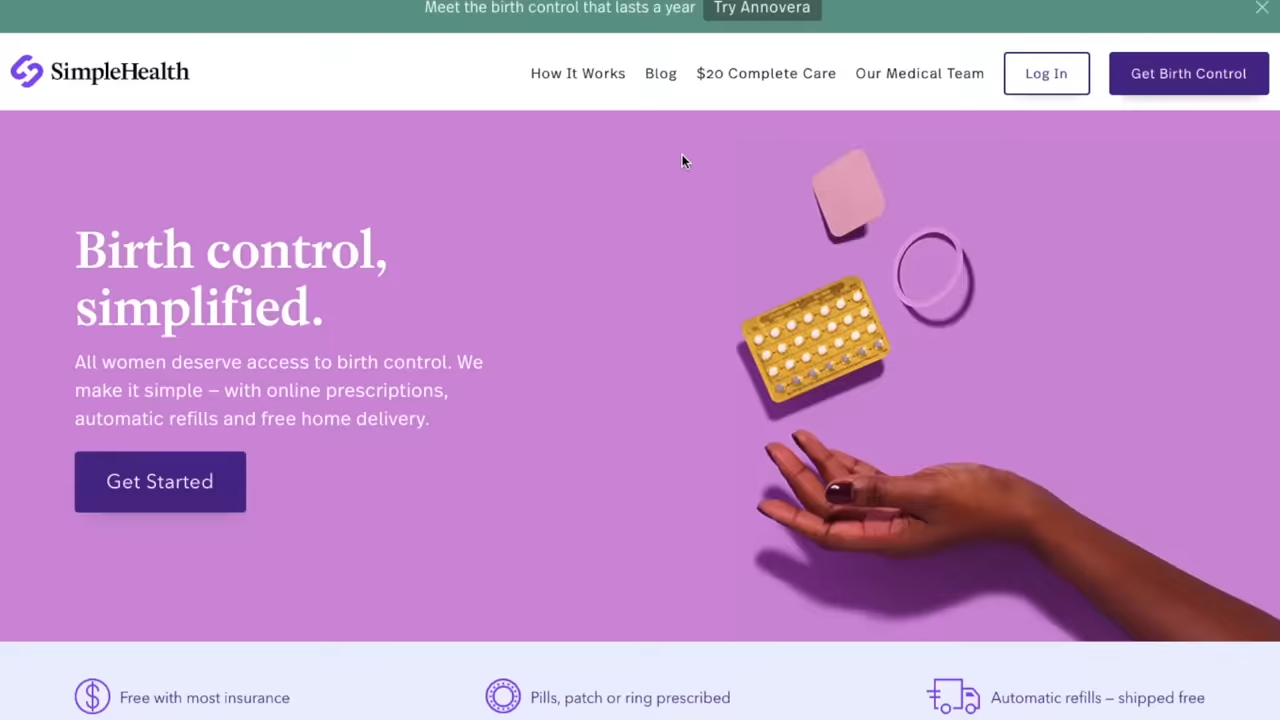 Meet the birth control that lasts a year Try Annovera
SimpleHealth How It Works Blog $20 Complete Care Our Medical Team Log In Get Birth Control
Birth control,
simplified.
All women deserve access to birth control. We
make it simple – with online prescriptions,
automatic refills and free home delivery.
Get Started
Free with most insurance Pills, patch or ring prescribed Automatic refills – shipped free